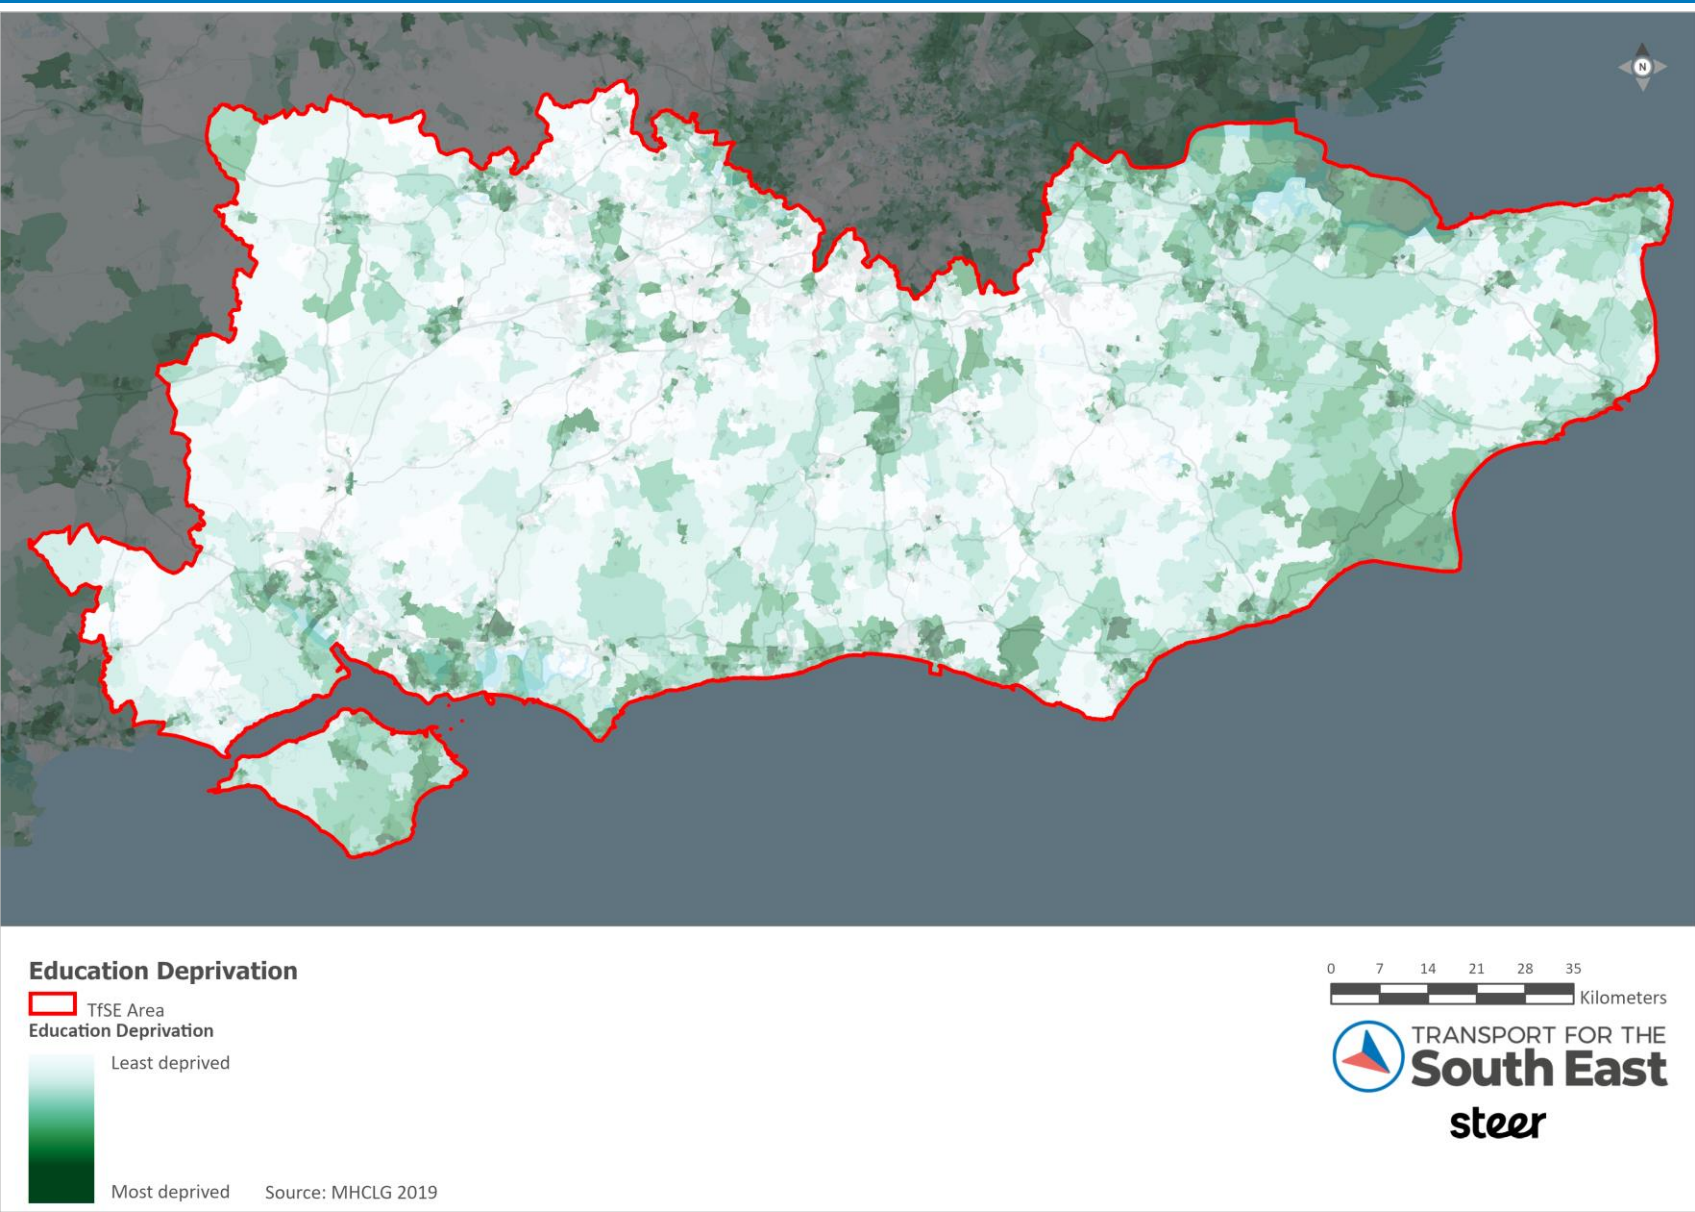 N
Education Deprivation
TfSE Area
Education Deprivation
Least deprived
Most deprived
Source: MHCLG 2019
0 7 14 21 28 35
Kilometers
TRANSPORT FOR THE
South East
steer